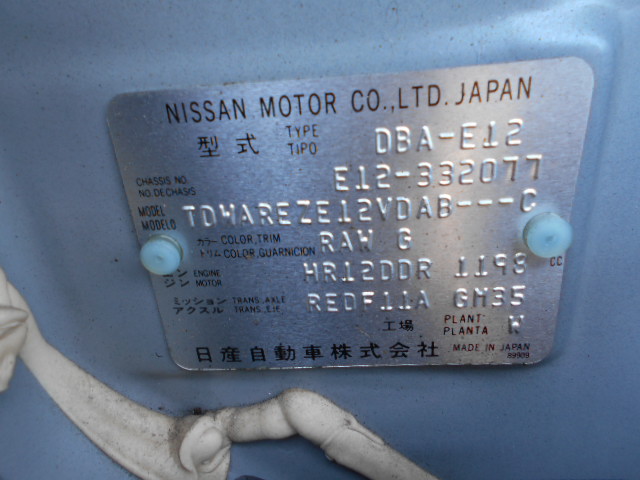 NISSAN MOTOR CO.,LTD. JAPAN
型式 TYPE TIPO DBA-E12
CHASSIS NO. NO.DECHASIS E12-332077
MODEL MODELO TDWAREZE12VDAB---C
カラー COLOR,TRIM トリム COLOR,GUARNICION RAW G
エンジン ENGINE MOTOR HR12DDR 1198 CC
ミッション TRANS.,AXLE アクスル TRANS.,EJE RE0F11A GH35
工場 PLANT PLANTA W
日産自動車株式会社 MADE IN JAPAN
89909